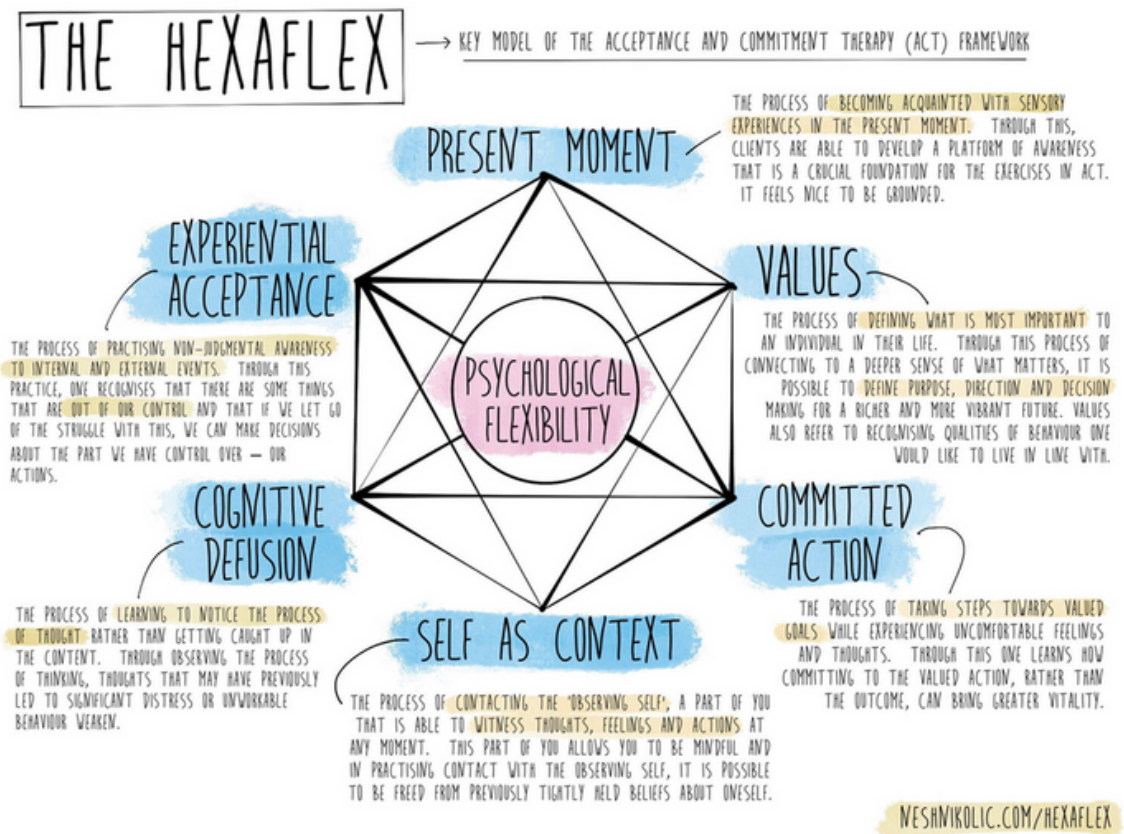 THE HEXAFLEX
KEY MODEL OF THE ACCEPTANCE AND COMMITMENT THERAPY (ACT) FRAMEWORK
PRESENT MOMENT
THE PROCESS OF BECOMING ACQUAINTED WITH SENSORY
EXPERIENCES IN THE PRESENT MOMENT. THROUGH THIS,
CLIENTS ARE ABLE TO DEVELOP A PLATFORM OF AWARENESS
THAT IS A CRUCIAL FOUNDATION FOR THE EXERCISES IN ACT.
IT FEELS NICE TO BE GROUNDED.
EXPERIENTIAL
ACCEPTANCE
THE PROCESS OF PRACTISING NON-JUDGMENTAL AWARENESS
TO INTERNAL AND EXTERNAL EVENTS. THROUGH THIS
PRACTICE, ONE RECOGNISES THAT THERE ARE SOME THINGS
THAT ARE OUT OF OUR CONTROL AND THAT IF WE LET GO
OF THE STRUGGLE WITH THIS, WE CAN MAKE DECISIONS
ABOUT THE PART WE HAVE CONTROL OVER – OUR
ACTIONS.
VALUES
THE PROCESS OF DEFINING WHAT IS MOST IMPORTANT TO
AN INDIVIDUAL IN THEIR LIFE. THROUGH THIS PROCESS OF
CONNECTING TO A DEEPER SENSE OF WHAT MATTERS, IT IS
POSSIBLE TO DEFINE PURPOSE, DIRECTION AND DECISION
MAKING FOR A RICHER AND MORE VIBRANT FUTURE. VALUES
ALSO REFER TO RECOGNISING QUALITIES OF BEHAVIOUR ONE
WOULD LIKE TO LIVE IN LINE WITH.
PSYCHOLOGICAL
FLEXIBILITY
COGNITIVE
DEFUSION
THE PROCESS OF LEARNING TO NOTICE THE PROCESS
OF THOUGHT RATHER THAN GETTING CAUGHT UP IN
THE CONTENT. THROUGH OBSERVING THE PROCESS
OF THINKING, THOUGHTS THAT MAY HAVE PREVIOUSLY
LED TO SIGNIFICANT DISTRESS OR UNWORKABLE
BEHAVIOUR WEAKEN.
COMMITTED
ACTION
THE PROCESS OF TAKING STEPS TOWARDS VALUED
GOALS WHILE EXPERIENCING UNCOMFORTABLE FEELINGS
AND THOUGHTS. THROUGH THIS ONE LEARNS HOW
COMMITTING TO THE VALUED ACTION, RATHER THAN
THE OUTCOME, CAN BRING GREATER VITALITY.
SELF AS CONTEXT
THE PROCESS OF CONTACTING THE 'OBSERVING SELF', A PART OF YOU
THAT IS ABLE TO WITNESS THOUGHTS, FEELINGS AND ACTIONS AT
ANY MOMENT. THIS PART OF YOU ALLOWS YOU TO BE MINDFUL AND
IN PRACTISING CONTACT WITH THE OBSERVING SELF, IT IS POSSIBLE
TO BE FREED FROM PREVIOUSLY TIGHTLY HELD BELIEFS ABOUT ONESELF.
NESHNIKOLIC.COM/HEXAFLEX